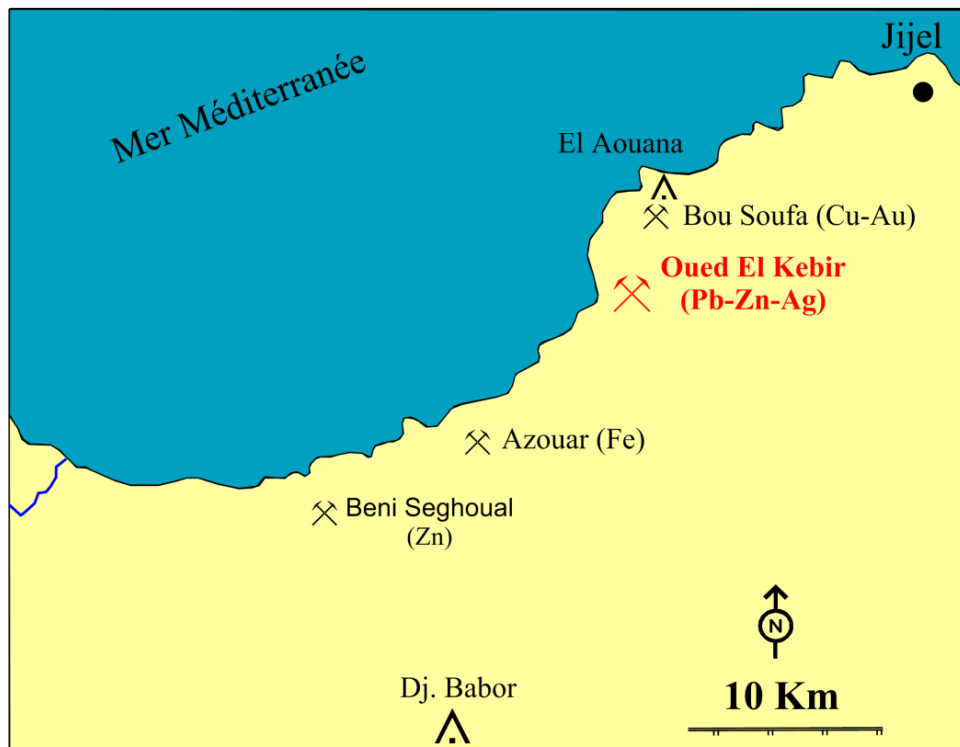 Jijel
Mer Méditerranée
El Aouana
Bou Soufa (Cu-Au)
Oued El Kebir
(Pb-Zn-Ag)
Azouar (Fe)
Beni Seghoual
(Zn)
N
Dj. Babor
10 Km